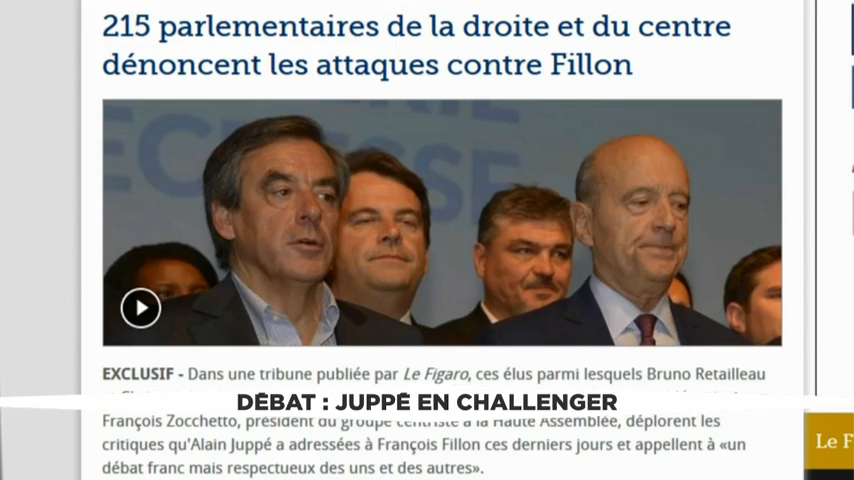 215 parlementaires de la droite et du centre
dénoncent les attaques contre Fillon
EXCLUSIF - Dans une tribune publiée par Le Figaro, ces élus parmi lesquels Bruno Retailleau
DÉBAT : JUPPÉ EN CHALLENGER
François Zocchetto, président du groupe centriste à la Haute Assemblée, déplorent les
critiques qu'Alain Juppé a adressées à François Fillon ces derniers jours et appellent à «un
débat franc mais respectueux des uns et des autres».
Le F